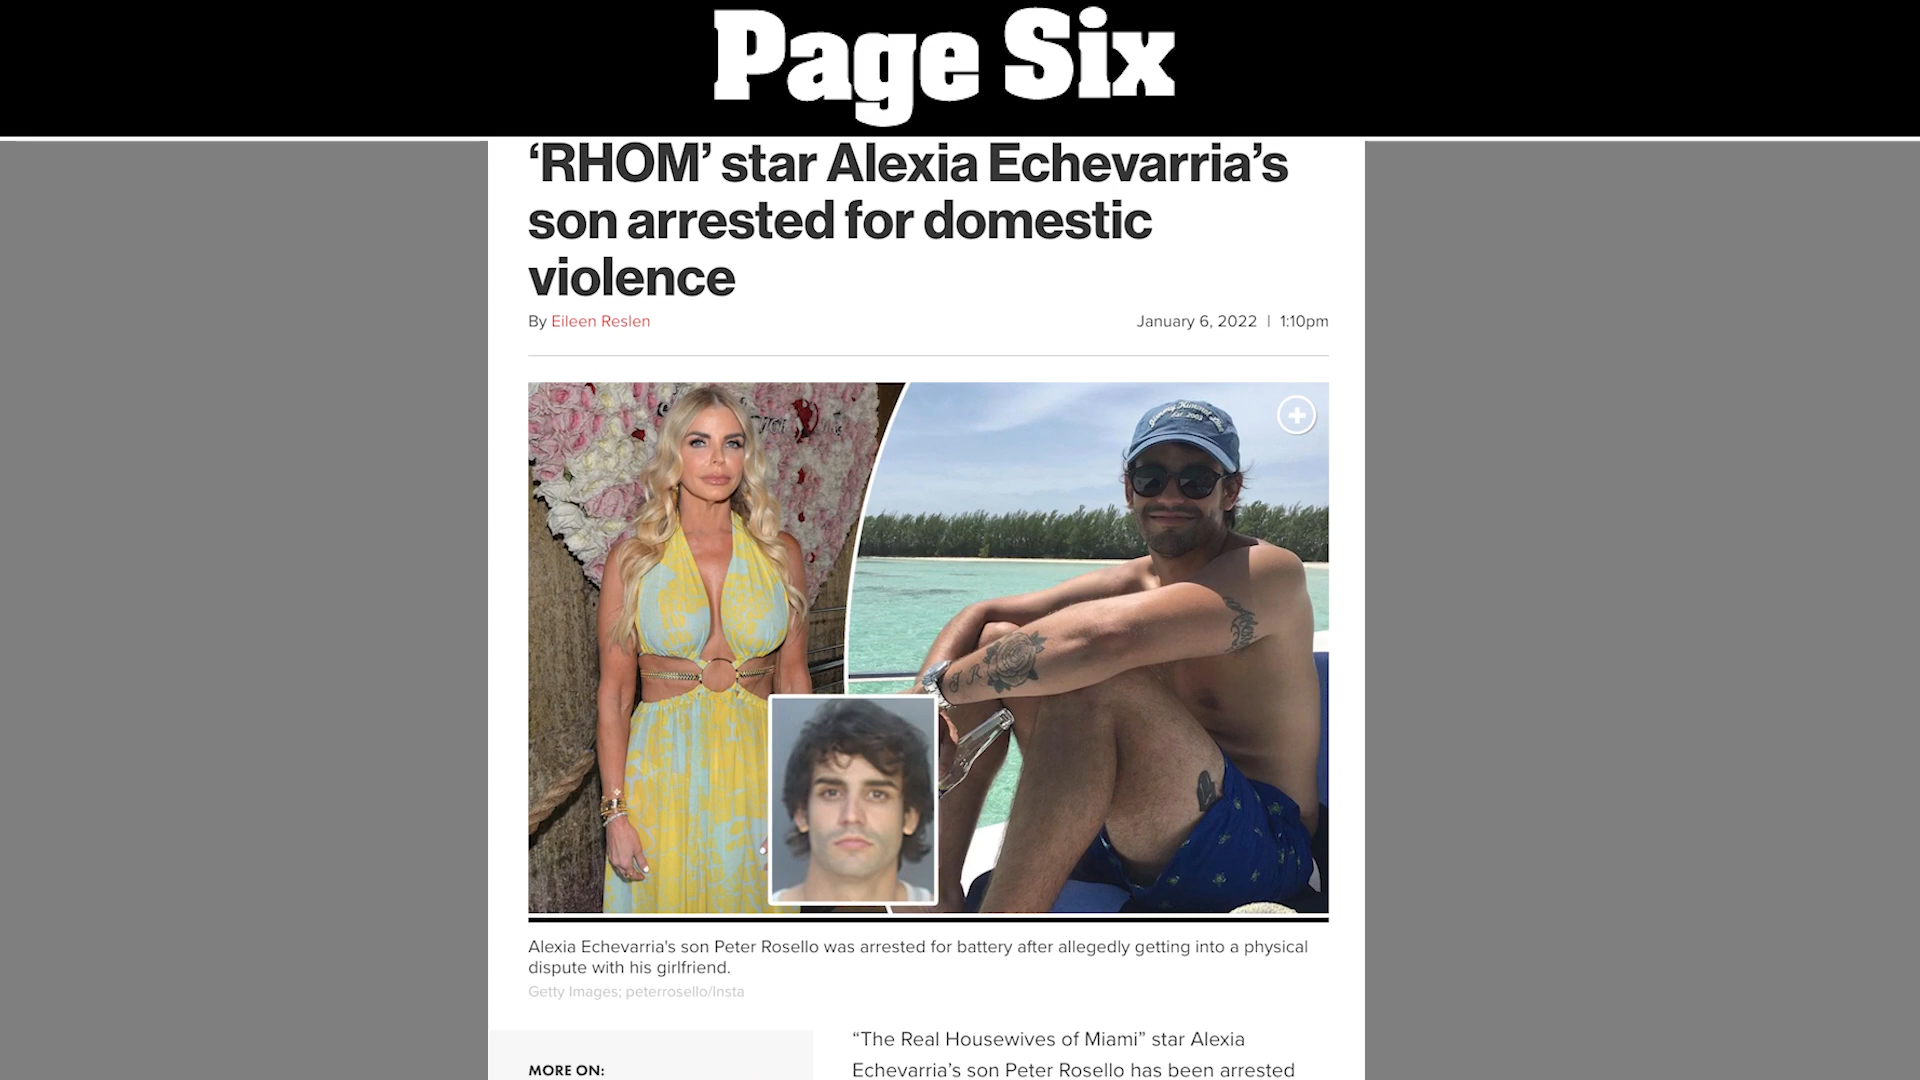 Page Six
‘RHOM’ star Alexia Echevarria’s
son arrested for domestic
violence
By Eileen Reslen
January 6, 2022 | 1:10pm
Alexia Echevarria's son Peter Rosello was arrested for battery after allegedly getting into a physical
dispute with his girlfriend.
Getty Images; peterrosello/Insta
MORE ON:
“The Real Housewives of Miami” star Alexia
Echevarria’s son Peter Rosello has been arrested